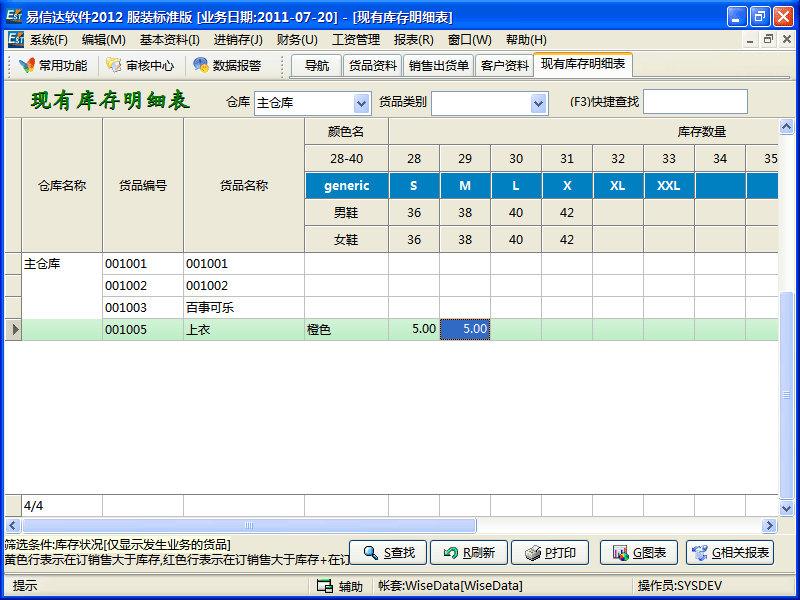 易信达软件2012 服装标准版 [业务日期:2011-07-20] - [现有库存明细表]
系统(F) 编辑(M) 基本资料(I) 进销存(J) 财务(U) 工资管理 报表(R) 窗口(W) 帮助(H)
常用功能 审核中心 数据报警 导航 货品资料 销售出货单 客户资料 现有库存明细表
现有库存明细表 仓库 主仓库 货品类别 (F3)快捷查找
仓库名称 货品编号 货品名称 颜色名 库存数量
28-40 28 29 30 31 32 33 34 35
generic S M L X XL XXL
男鞋 36 38 40 42
女鞋 36 38 40 42
主仓库 001001 001001
001002 001002
001003 百事可乐
001005 上衣 橙色 5.00 5.00
4/4
筛选条件:库存状况[仅显示发生业务的货品]
黄色行表示在订销售大于库存,红色行表示在订销售大于库存+在订
S查找 R刷新 P打印 G图表 G相关报表
提示 辅助 帐套:WiseData[WiseData] 操作员:SYSDEV